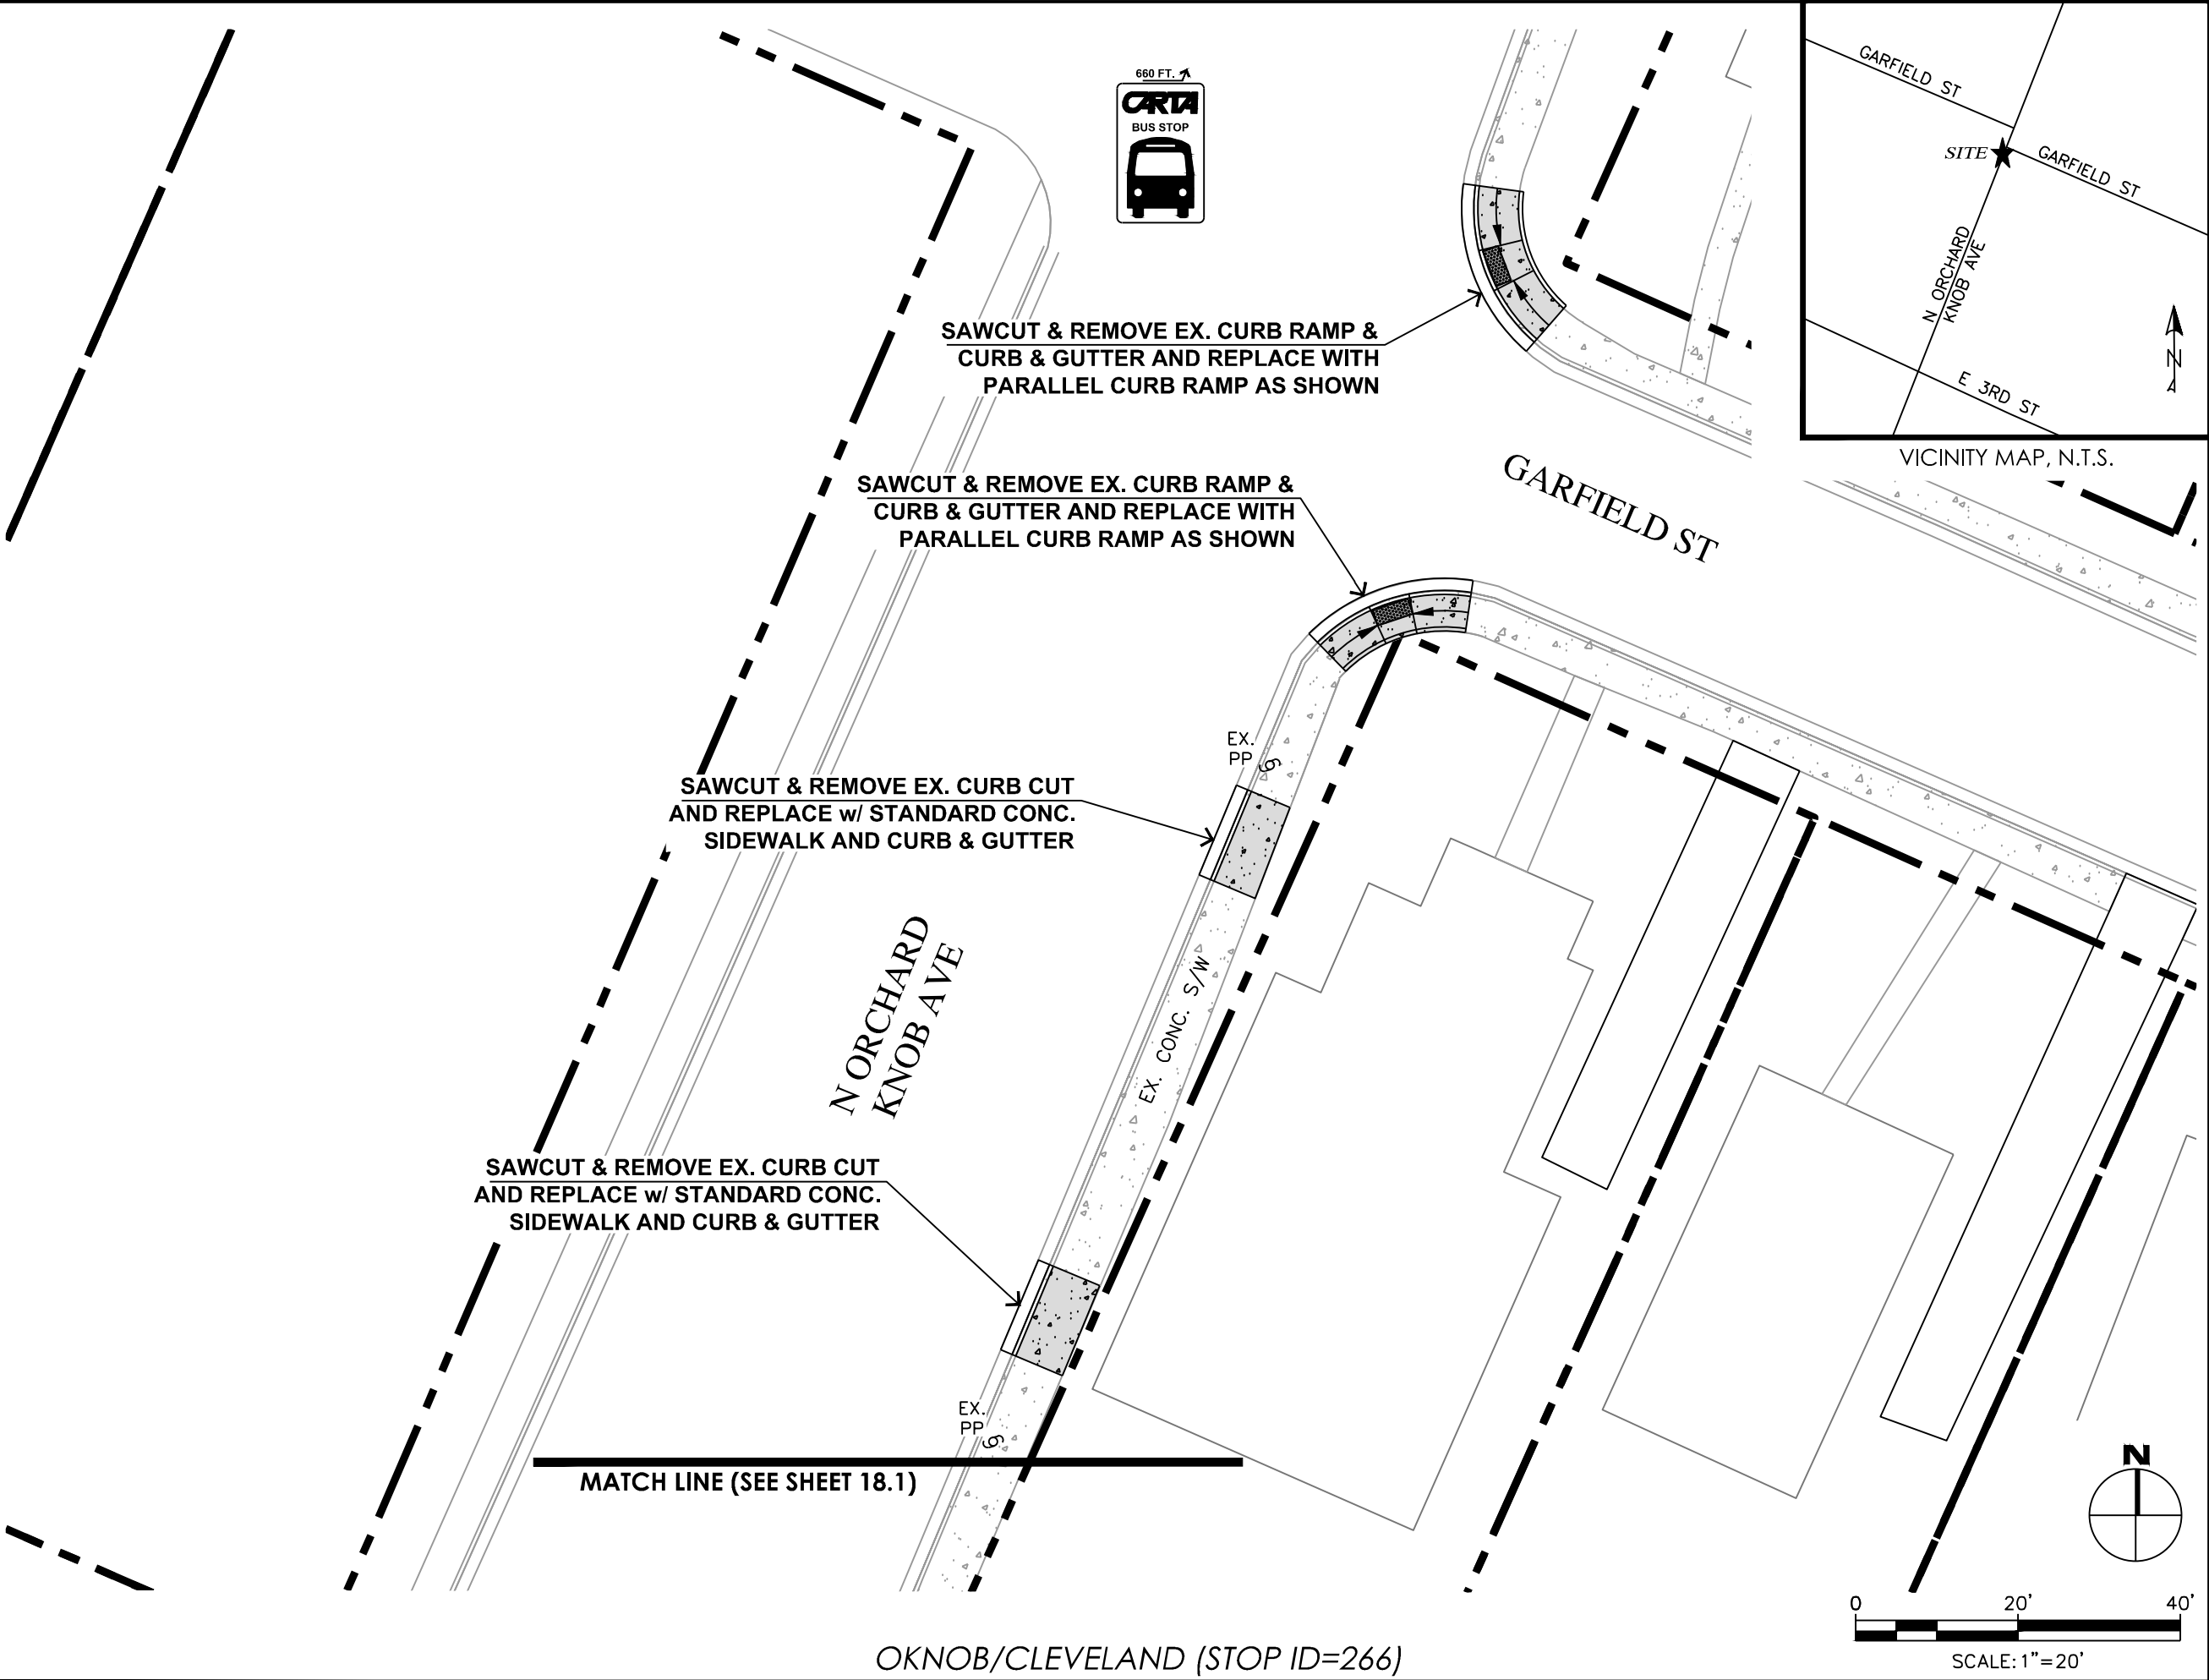 660 FT.
CARTA
BUS STOP
GARFIELD ST
SITE
GARFIELD ST
N ORCHARD
KNOB AVE
E 3RD ST
N
VICINITY MAP, N.T.S.
SAWCUT & REMOVE EX. CURB RAMP &
CURB & GUTTER AND REPLACE WITH
PARALLEL CURB RAMP AS SHOWN
SAWCUT & REMOVE EX. CURB RAMP &
CURB & GUTTER AND REPLACE WITH
PARALLEL CURB RAMP AS SHOWN
GARFIELD ST
EX.
PP
SAWCUT & REMOVE EX. CURB CUT
AND REPLACE w/ STANDARD CONC.
SIDEWALK AND CURB & GUTTER
N ORCHARD
KNOB AVE
EX. CONC. S/W
SAWCUT & REMOVE EX. CURB CUT
AND REPLACE w/ STANDARD CONC.
SIDEWALK AND CURB & GUTTER
EX.
PP
MATCH LINE (SEE SHEET 18.1)
N
0 20' 40'
SCALE: 1"=20'
OKNOB/CLEVELAND (STOP ID=266)